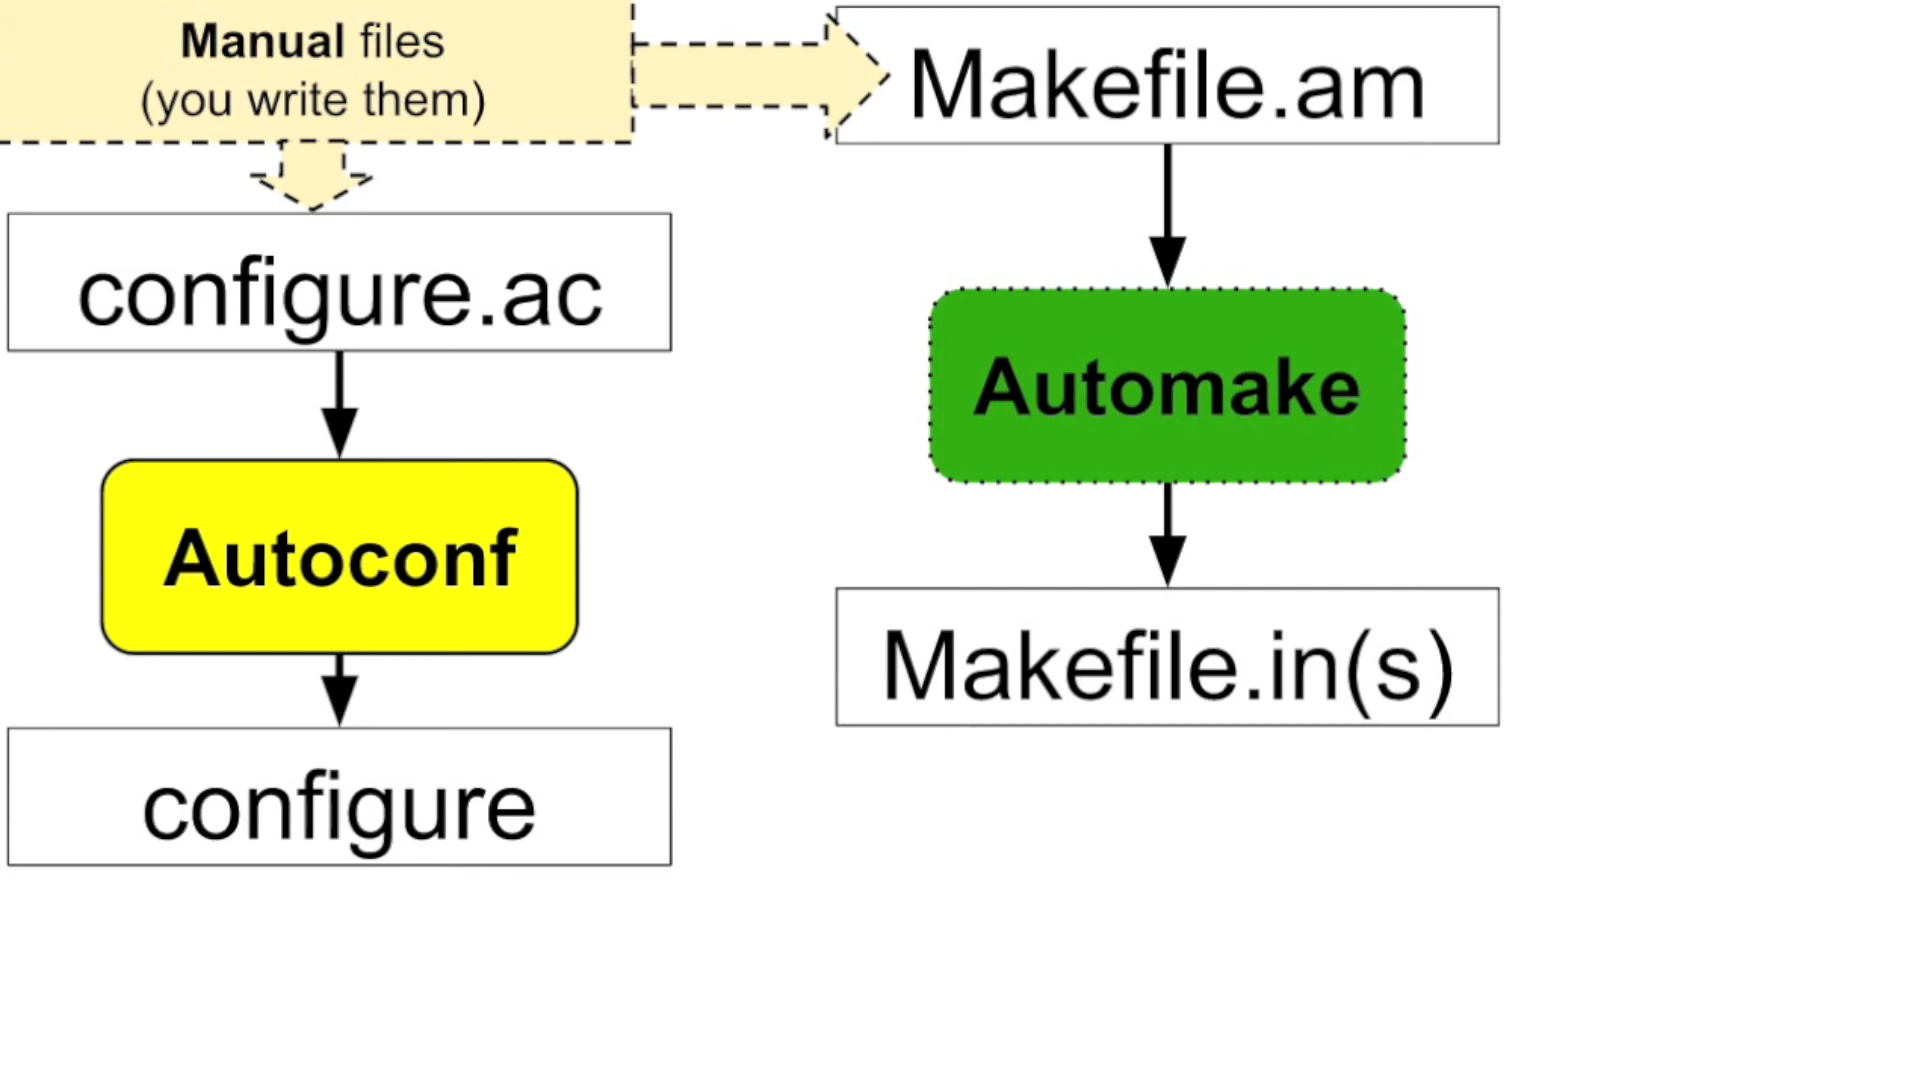 Manual files
(you write them)
Makefile.am
configure.ac
Automake
Autoconf
Makefile.in(s)
configure